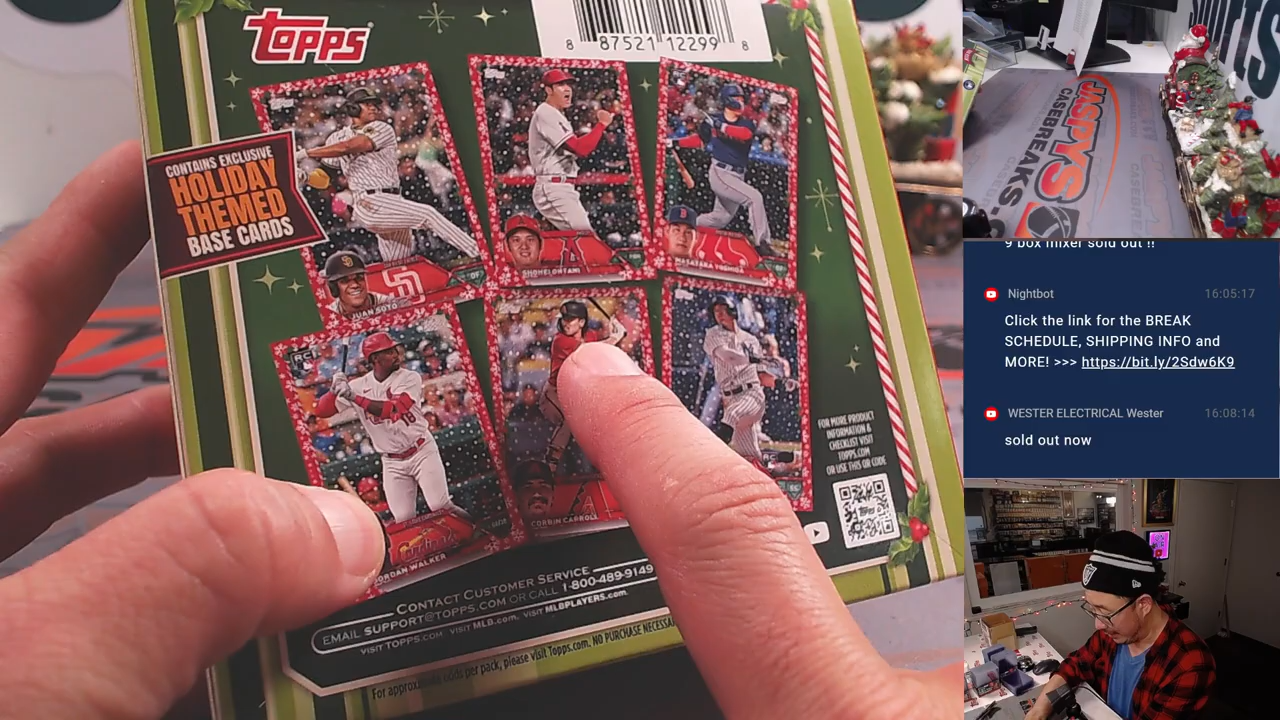 Topps
8 87521 12299 8
CONTAINS EXCLUSIVE
HOLIDAY
THEMED
BASE CARDS
JUAN SOTO
SHOHEI OHTANI
MASATAKA YOSHIDA
RC
18
Cardinals
JORDAN WALKER
CORBIN CARROLL
FOR MORE PRODUCT
INFORMATION &
CHECKLIST VISIT
TOPPS.COM
OR USE THIS QR CODE
CONTACT CUSTOMER SERVICE
EMAIL SUPPORT@TOPPS.COM OR CALL 1-800-489-9149
VISIT TOPPS.COM VISIT MLB.COM. VISIT MLBPLAYERS.COM.
For approximate odds per pack, please visit Topps.com. NO PURCHASE
JASPYS
CASEBREAKS
9 box mixer sold out !!
Nightbot 16:05:17
Click the link for the BREAK
SCHEDULE, SHIPPING INFO and
MORE! >>> https://bit.ly/2Sdw6K9
WESTER ELECTRICAL Wester 16:08:14
sold out now